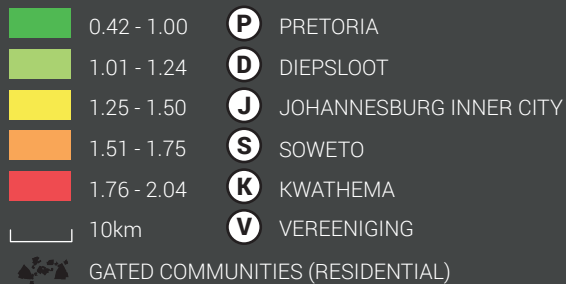 0.42 - 1.00 P PRETORIA
1.01 - 1.24 D DIEPSLOOT
1.25 - 1.50 J JOHANNESBURG INNER CITY
1.51 - 1.75 S SOWETO
1.76 - 2.04 K KWATHEMA
10km V VEREENIGING
GATED COMMUNITIES (RESIDENTIAL)